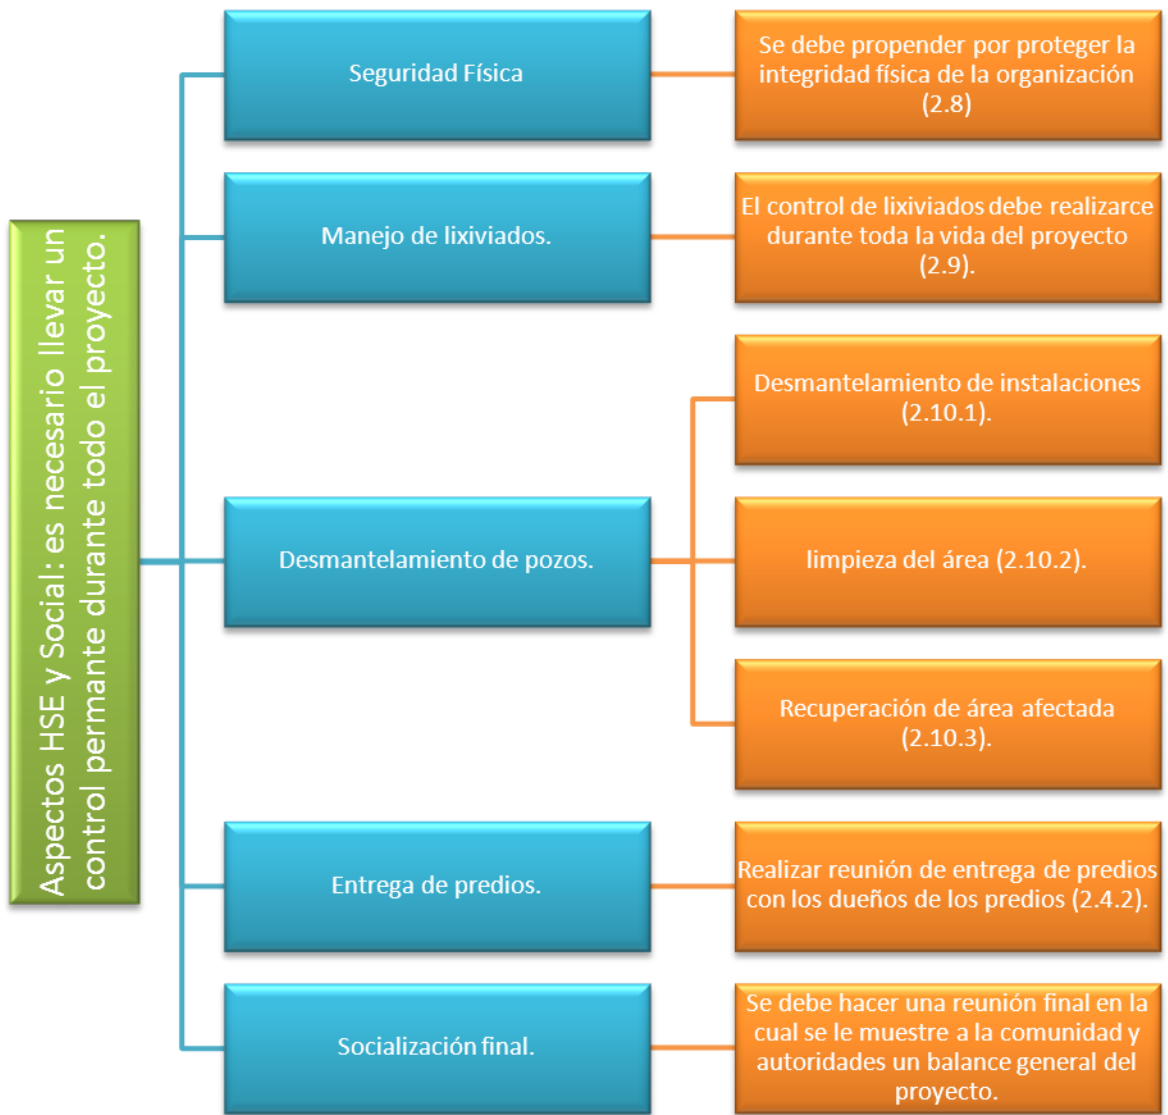 Aspectos HSE y Social: es necesario llevar un
control permante durante todo el proyecto.
Seguridad Física
Se debe propender por proteger la
integridad física de la organización
(2.8)
Manejo de lixiviados.
El control de lixiviados debe realizarce
durante toda la vida del proyecto
(2.9).
Desmantelamiento de pozos.
Desmantelamiento de instalaciones
(2.10.1).
limpieza del área (2.10.2).
Recuperación de área afectada
(2.10.3).
Entrega de predios.
Realizar reunión de entrega de predios
con los dueños de los predios (2.4.2).
Socialización final.
Se debe hacer una reunión final en la
cual se le muestre a la comunidad y
autoridades un balance general del
proyecto.